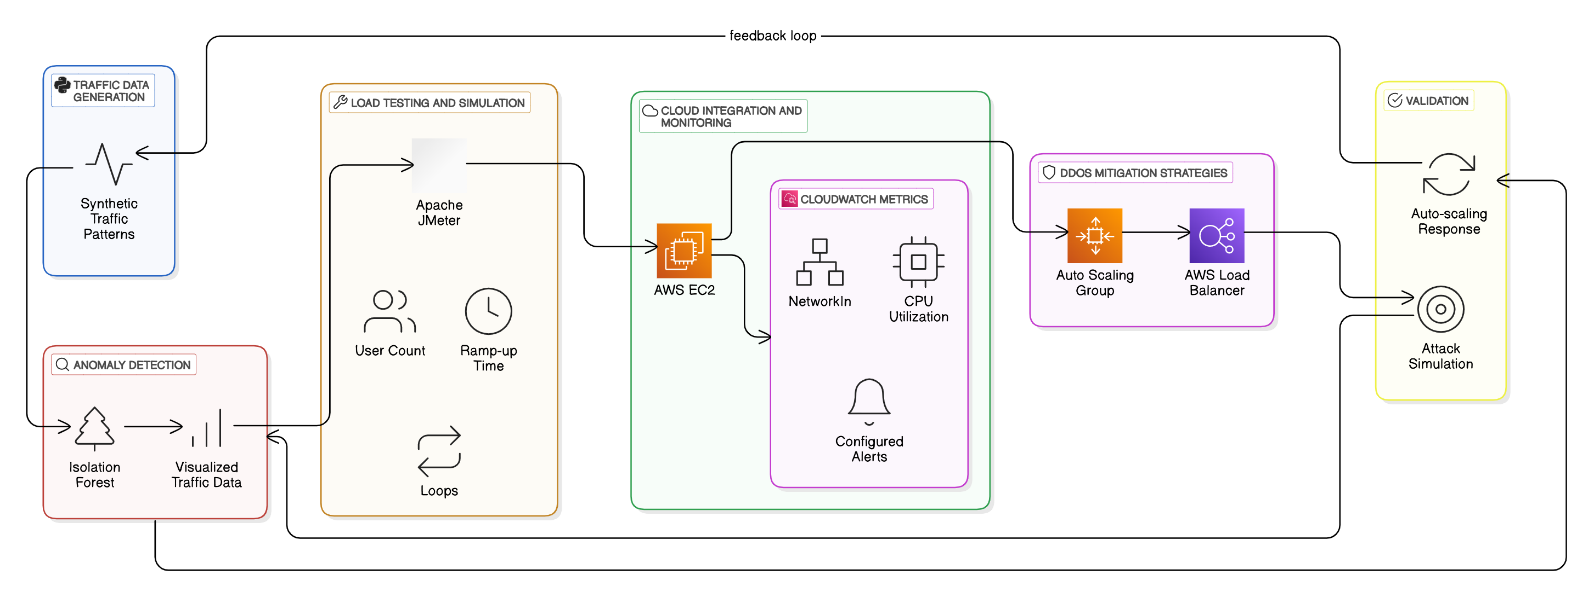 feedback loop
TRAFFIC DATA
GENERATION
Synthetic
Traffic
Patterns
ANOMALY DETECTION
Isolation
Forest
Visualized
Traffic Data
LOAD TESTING AND SIMULATION
Apache
JMeter
User Count
Ramp-up
Time
Loops
CLOUD INTEGRATION AND
MONITORING
AWS EC2
CLOUDWATCH METRICS
NetworkIn
CPU
Utilization
Configured
Alerts
DDOS MITIGATION STRATEGIES
Auto Scaling
Group
AWS Load
Balancer
VALIDATION
Auto-scaling
Response
Attack
Simulation